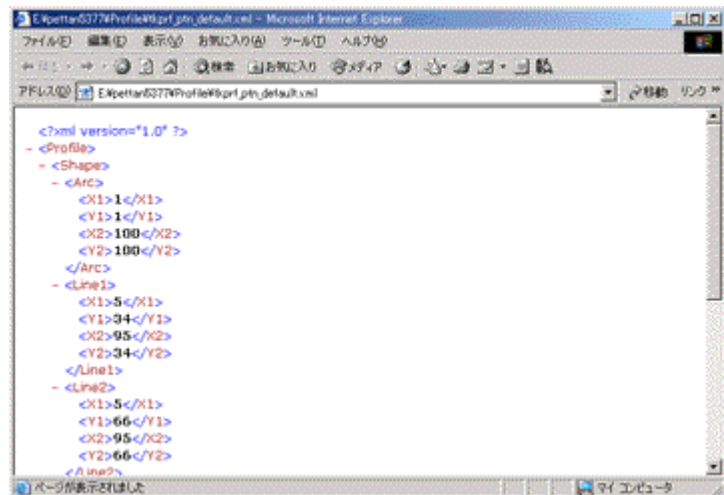 E:¥pettan5377¥Profile¥tkprf_ptn_default.xml - Microsoft Internet Explorer
ファイル(F) 編集(E) 表示(V) お気に入り(A) ツール(T) ヘルプ(H)
検索 お気に入り メディア
アドレス(D) E:¥pettan5377¥Profile¥tkprf_ptn_default.xml 移動 リンク »
<?xml version="1.0" ?>
- <Profile>
- <Shape>
- <Arc>
<X1>1</X1>
<Y1>1</Y1>
<X2>100</X2>
<Y2>100</Y2>
</Arc>
- <Line1>
<X1>5</X1>
<Y1>34</Y1>
<X2>95</X2>
<Y2>34</Y2>
</Line1>
- <Line2>
<X1>5</X1>
<Y1>66</Y1>
<X2>95</X2>
<Y2>66</Y2>
</Line2>
ページが表示されました マイ コンピュータ